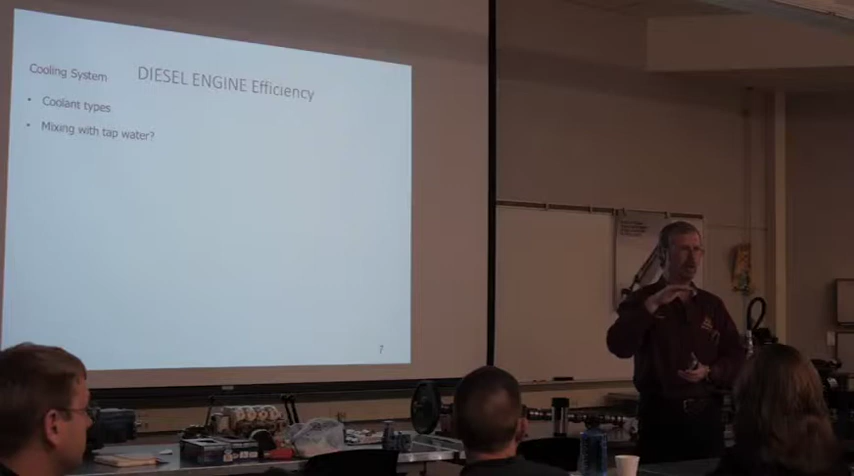 DIESEL ENGINE Efficiency
Cooling System
• Coolant types
• Mixing with tap water?
7